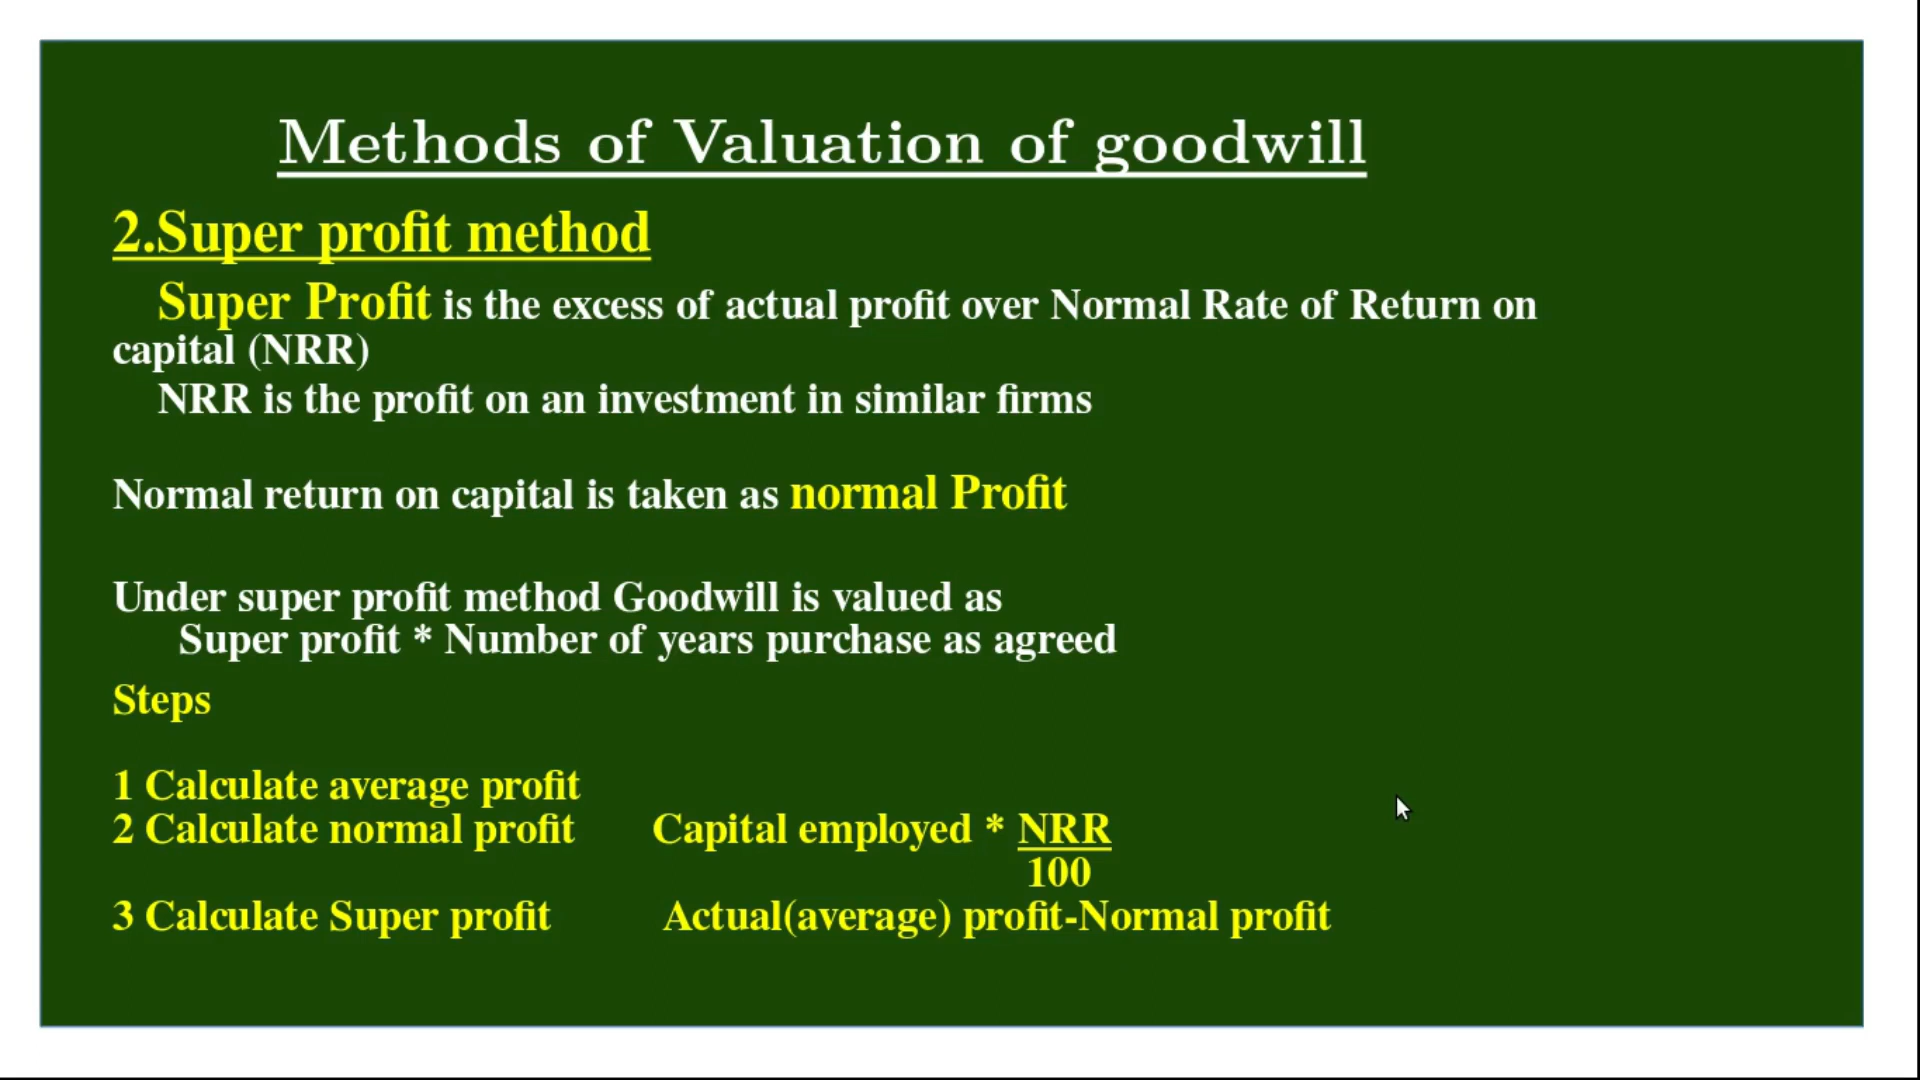 Methods of Valuation of goodwill
2.Super profit method
Super Profit is the excess of actual profit over Normal Rate of Return on
capital (NRR)
NRR is the profit on an investment in similar firms
Normal return on capital is taken as normal Profit
Under super profit method Goodwill is valued as
Super profit * Number of years purchase as agreed
Steps
1 Calculate average profit
2 Calculate normal profit Capital employed * NRR
100
3 Calculate Super profit Actual(average) profit-Normal profit